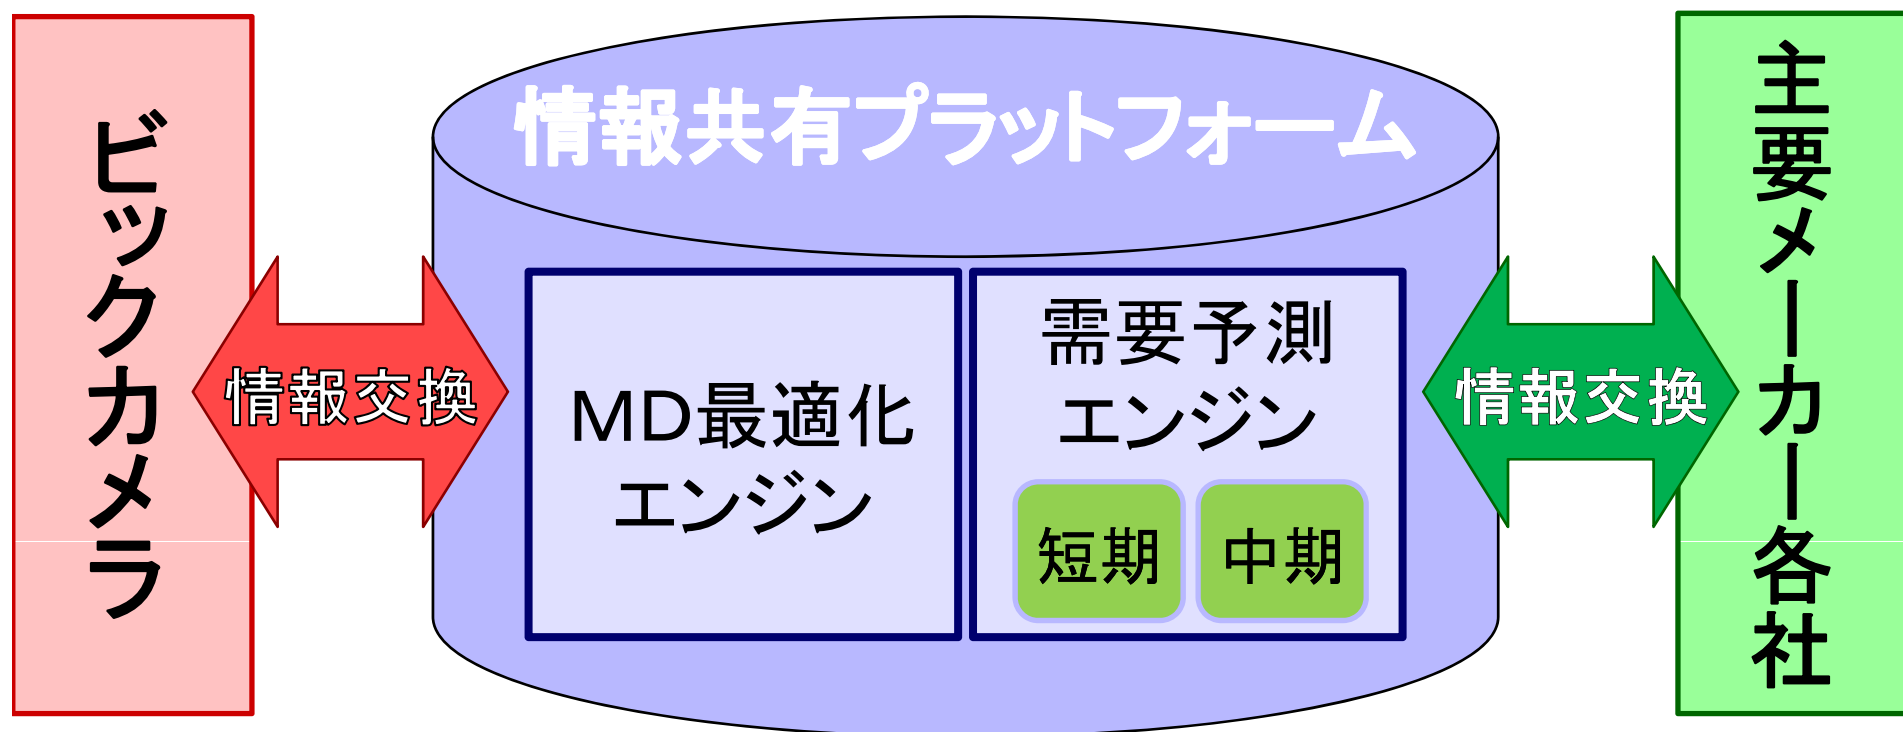 ビックカメラ
情報交換
情報共有プラットフォーム
MD最適化
エンジン
需要予測
エンジン
短期
中期
情報交換
主要メーカー各社